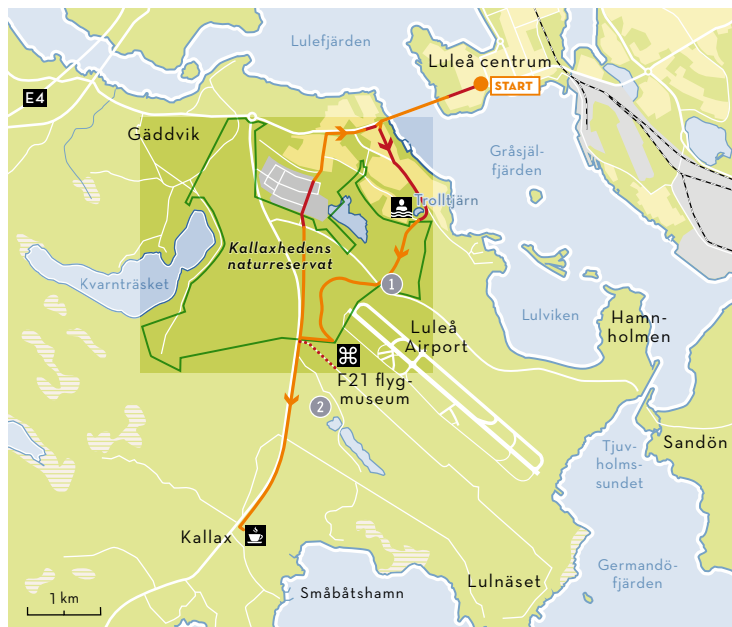 Lulefjärden
Luleå centrum
START
E4
Gäddvik
Gråsjäl-
fjärden
Trolltjärn
Kallaxhedens
naturreservat
Kvarnträsket
1
Luleå
Airport
Lulviken
Hamn-
holmen
F21 flyg-
museum
2
Tjuv-
holms-
sundet
Sandön
Kallax
Lulnäset
Germandö-
fjärden
Småbåtshamn
1 km